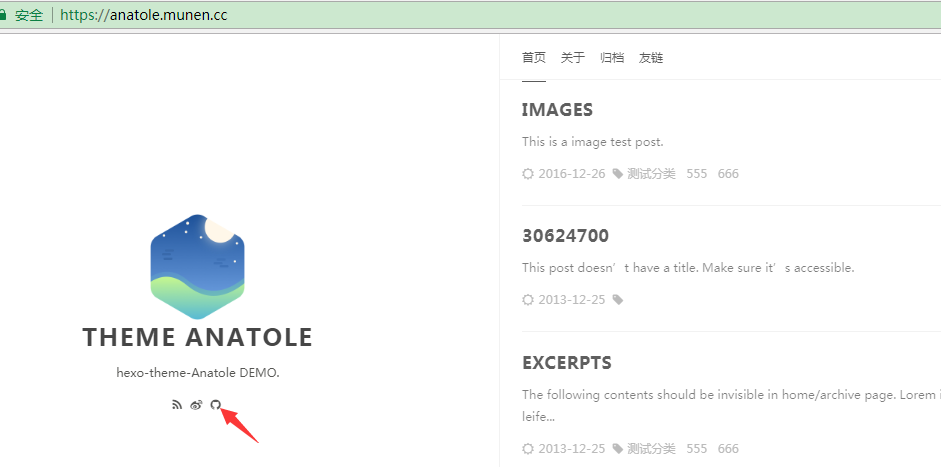 安全 https://anatole.munen.cc
首页 关于 归档 友链
IMAGES
This is a image test post.
2016-12-26 测试分类 555 666
30624700
This post doesn't have a title. Make sure it's accessible.
2013-12-25
EXCERPTS
The following contents should be invisible in home/archive page. Lorem i
leife...
2013-12-25 测试分类 555 666
THEME ANATOLE
hexo-theme-Anatole DEMO.